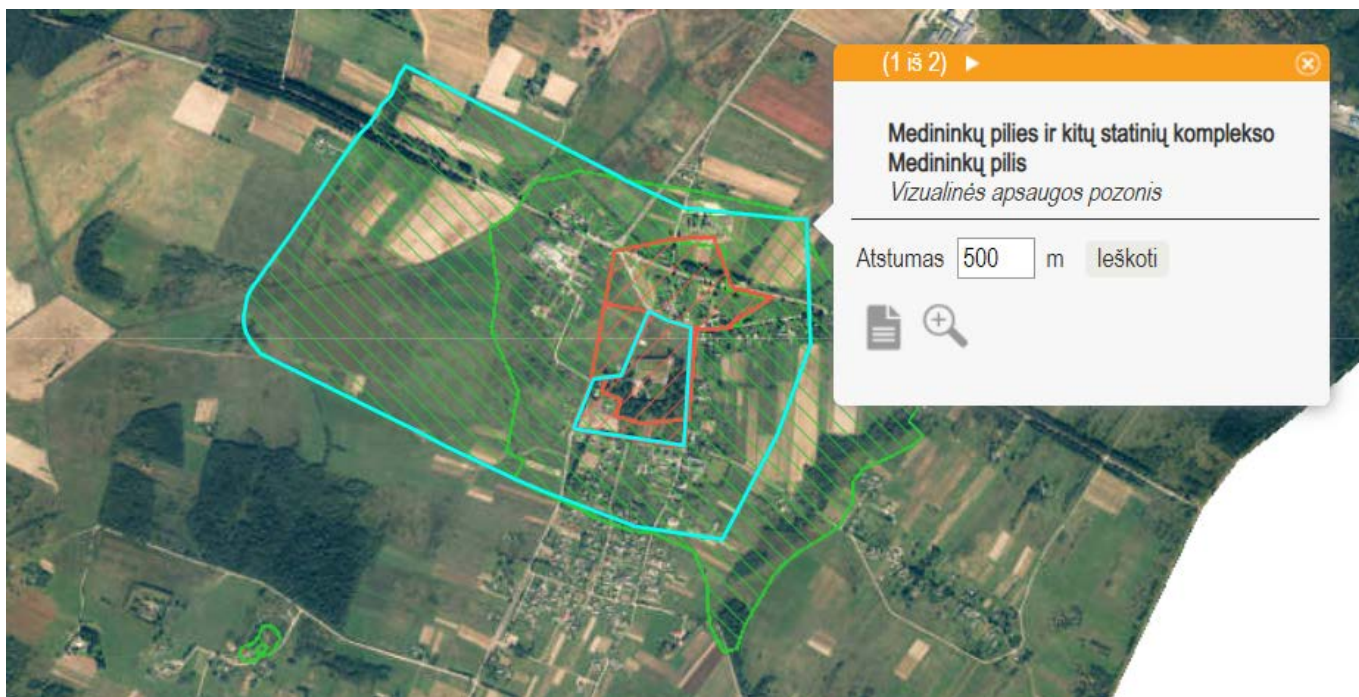 (1 iš 2)
Medininkų pilies ir kitų statinių komplekso
Medininkų pilis
Vizualinės apsaugos pozonis
Atstumas 500 m Ieškoti